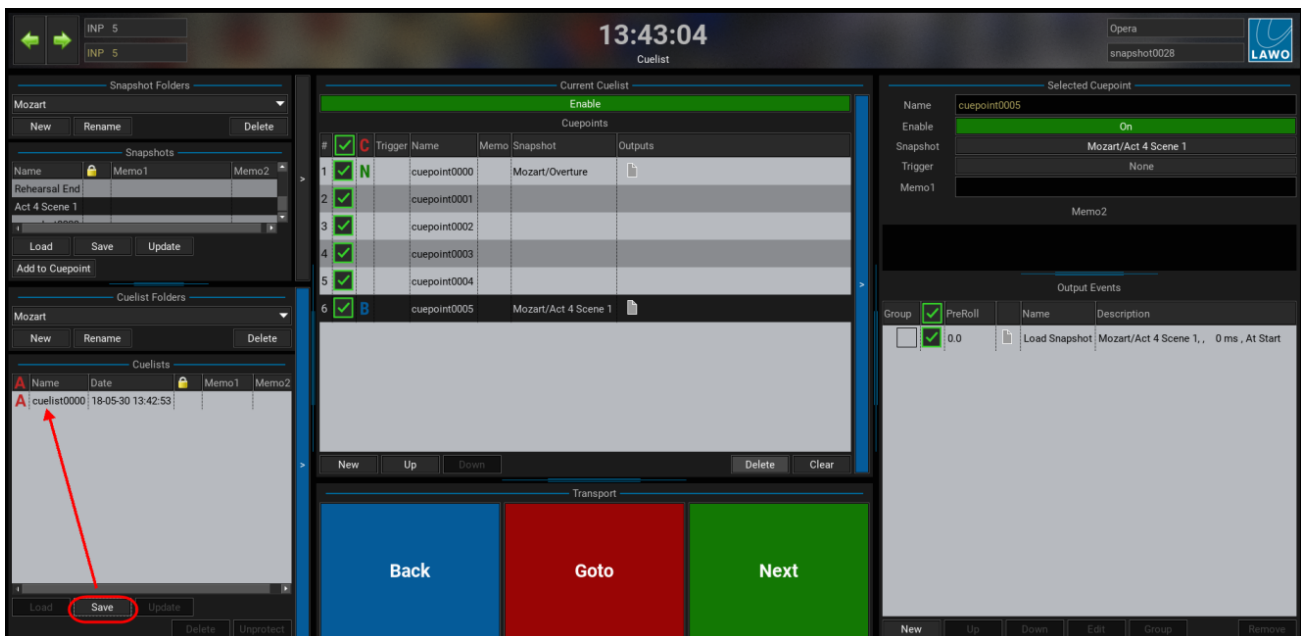 INP 5
INP 5
13:43:04
Cuelist
Opera
snapshot0028
LAWO
Snapshot Folders
Mozart
New Rename Delete
Snapshots
Name Memo1 Memo2
Rehearsal End
Act 4 Scene 1
Load Save Update
Add to Cuepoint
Cuelist Folders
Mozart
New Rename Delete
Cuelists
A Name Date Memo1 Memo2
A cuelist0000 18-05-30 13:42:53
Load Save Update
Delete Unprotect
Current Cuelist
Enable
Cuepoints
# C Trigger Name Memo Snapshot Outputs
1 N cuepoint0000 Mozart/Overture
2 cuepoint0001
3 cuepoint0002
4 cuepoint0003
5 cuepoint0004
6 B cuepoint0005 Mozart/Act 4 Scene 1
New Up Down Delete Clear
Transport
Back Goto Next
Selected Cuepoint
Name cuepoint0005
Enable On
Snapshot Mozart/Act 4 Scene 1
Trigger None
Memo1
Memo2
Output Events
Group PreRoll Name Description
0.0 Load Snapshot Mozart/Act 4 Scene 1, , 0 ms , At Start
New Up Down Edit Group Remove